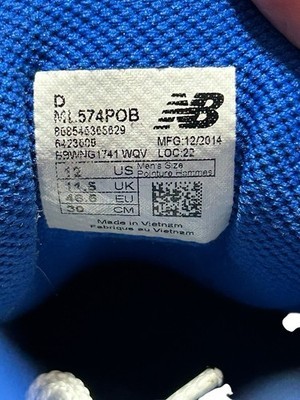 D
NB
ML574POB
MFG:12/2014
LOC:22
12 US Men's Size
11.5 UK Pointure Hommes
46.5 EU
30 CM
Made in Vietnam
Fabriqué au Vietnam